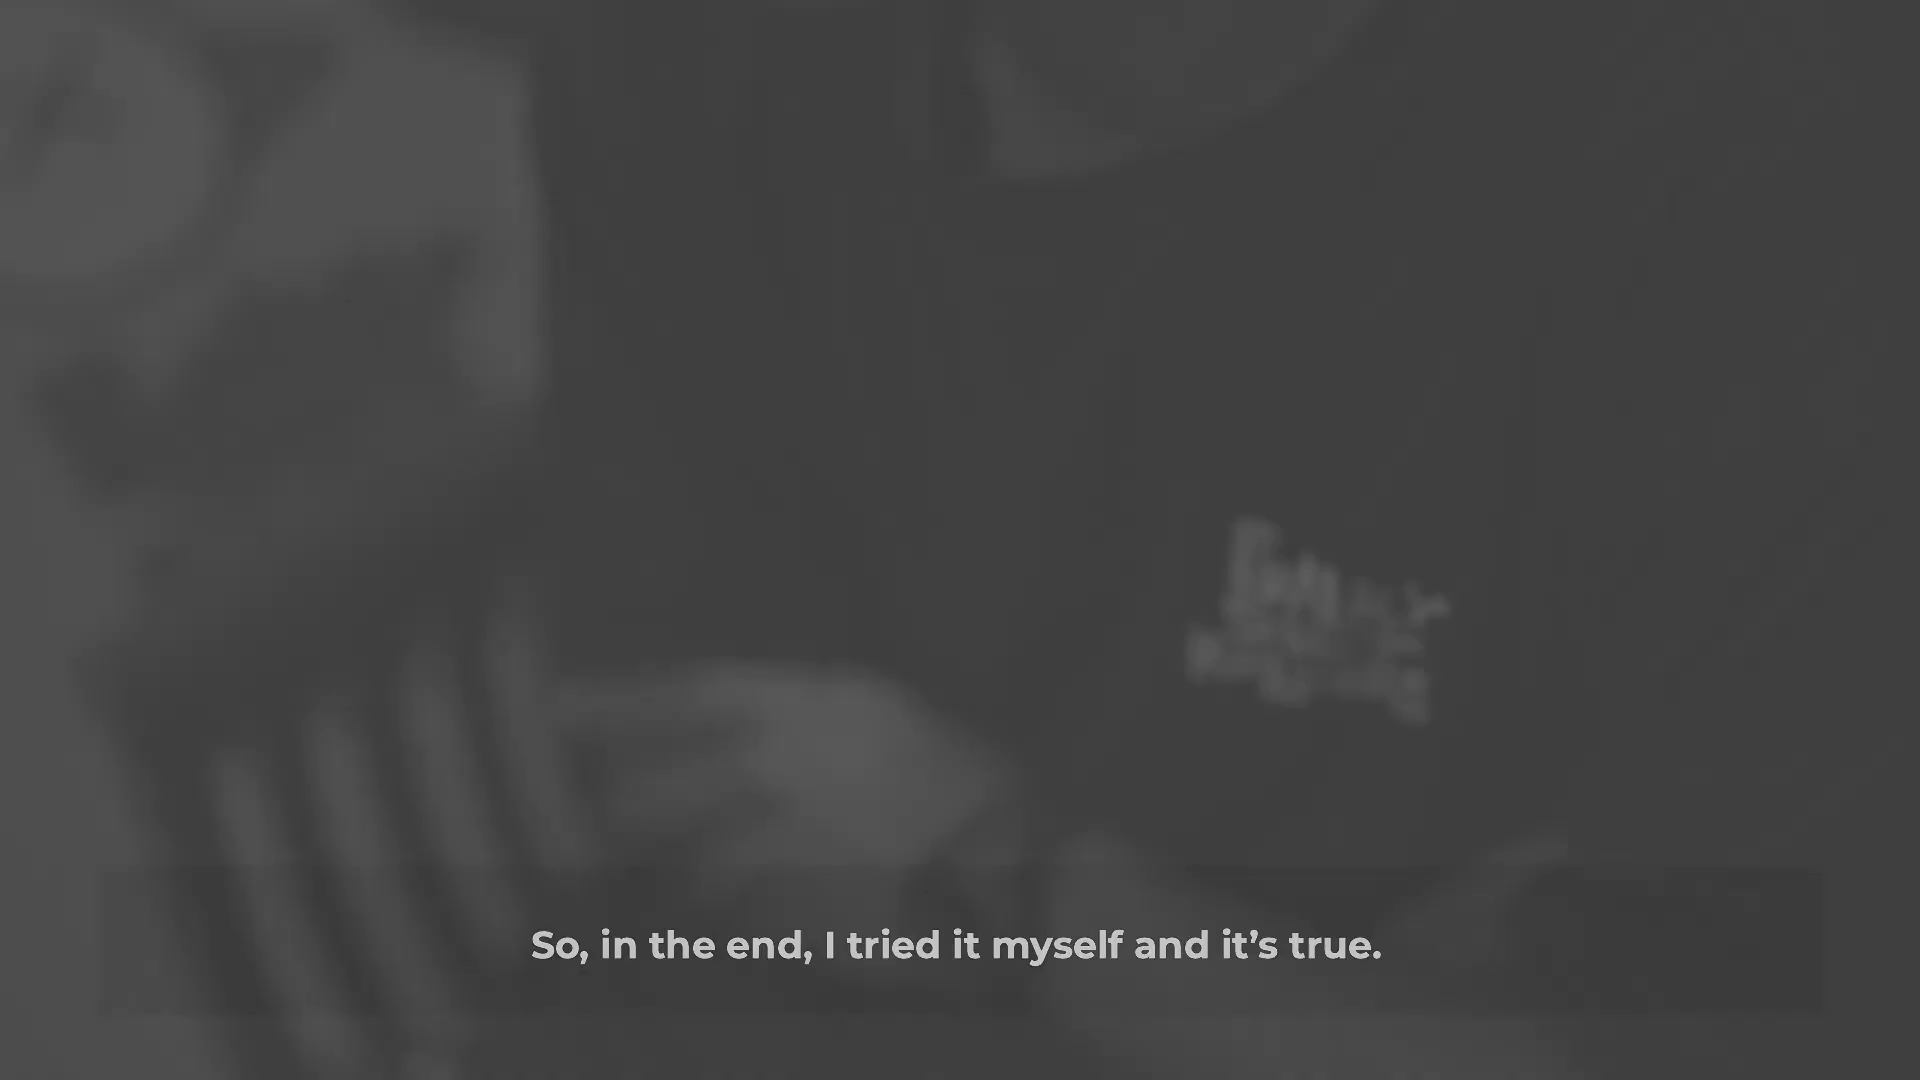 So, in the end, I tried it myself and it’s true.